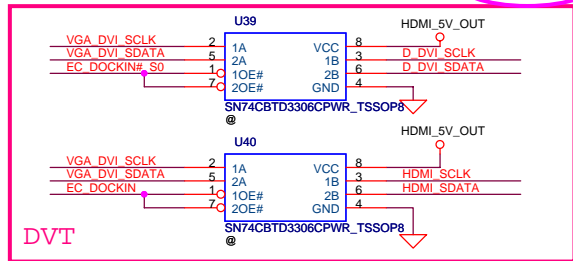 U39
HDMI_5V_OUT
VGA_DVI_SCLK 2 1A VCC 8
VGA_DVI_SDATA 5 2A 1B 3 D_DVI_SCLK
EC_DOCKIN#_S0 1 1OE# 2B 6 D_DVI_SDATA
7 2OE# GND 4
SN74CBTD3306CPWR_TSSOP8
@
U40
HDMI_5V_OUT
VGA_DVI_SCLK 2 1A VCC 8
VGA_DVI_SDATA 5 2A 1B 3 HDMI_SCLK
EC_DOCKIN 1 1OE# 2B 6 HDMI_SDATA
7 2OE# GND 4
SN74CBTD3306CPWR_TSSOP8
@
DVT